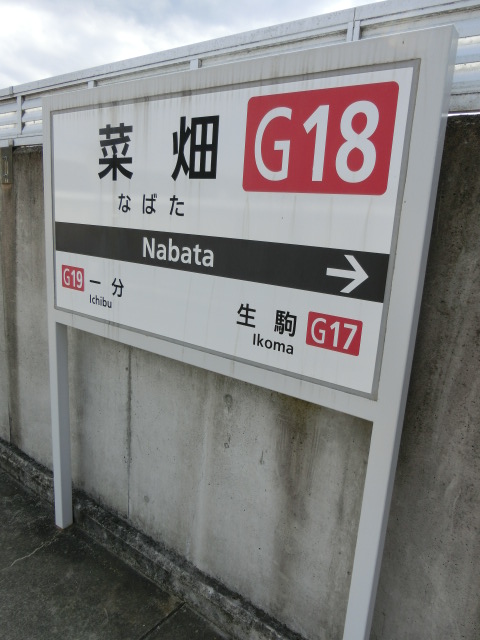 菜畑 G18
なばた
Nabata
G19 一分
Ichibu
生駒 G17
Ikoma